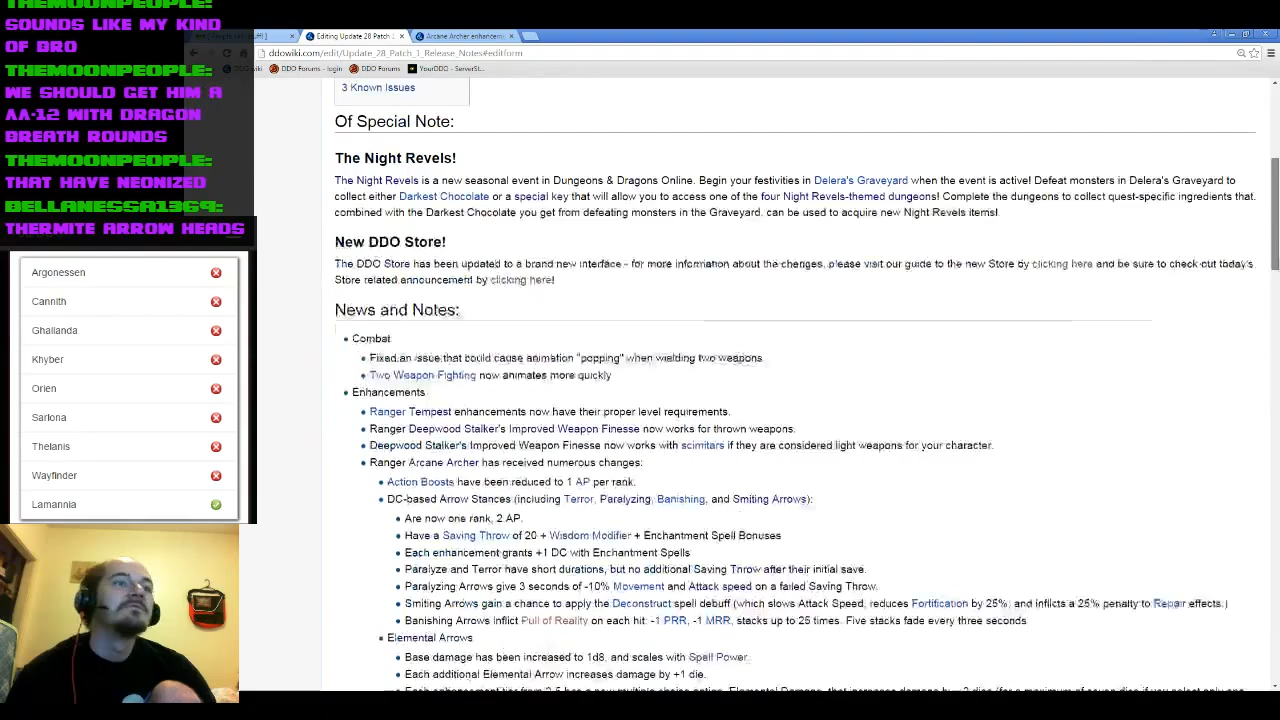 THEMOONPEOPLE:
SOUNDS LIKE MY KIND
OF BRO
THEMOONPEOPLE:
WE SHOULD GET HIM A
AA-12 WITH DRAGON
BREATH ROUNDS
THEMOONPEOPLE:
THAT HAVE NEONIZED
BELLANESSA1369:
THERMITE ARROW HEADS
Argonessen
Cannith
Ghallanda
Khyber
Orien
Sarlona
Thelanis
Wayfinder
Lamannia
Editing Update 28 Patch
Arcane Archer enhancem
ddowiki.com/edit/Update_28_Patch_1_Release_Notes#editform
DDO wiki
DDO Forums - login
DDO Forums
YourDDO - ServerSt...
3 Known Issues
Of Special Note:
The Night Revels!
The Night Revels is a new seasonal event in Dungeons & Dragons Online. Begin your festivities in Delera's Graveyard when the event is active! Defeat monsters in Delera's Graveyard to
collect either Darkest Chocolate or a special key that will allow you to access one of the four Night Revels-themed dungeons! Complete the dungeons to collect quest-specific ingredients that.
combined with the Darkest Chocolate you get from defeating monsters in the Graveyard. can be used to acquire new Night Revels items!
New DDO Store!
The DDO Store has been updated to a brand new interface - for more information about the changes, please visit our guide to the new Store by clicking here and be sure to check out today's
Store related announcement by clicking here!
News and Notes:
Combat
Fixed an issue that could cause animation "popping" when wielding two weapons.
Two Weapon Fighting now animates more quickly
Enhancements
Ranger Tempest enhancements now have their proper level requirements.
Ranger Deepwood Stalker's Improved Weapon Finesse now works for thrown weapons.
Deepwood Stalker's Improved Weapon Finesse now works with scimitars if they are considered light weapons for your character.
Ranger Arcane Archer has received numerous changes:
Action Boosts have been reduced to 1 AP per rank.
DC-based Arrow Stances (including Terror, Paralyzing, Banishing, and Smiting Arrows):
Are now one rank, 2 AP.
Have a Saving Throw of 20 + Wisdom Modifier + Enchantment Spell Bonuses
Each enhancement grants +1 DC with Enchantment Spells
Paralyze and Terror have short durations, but no additional Saving Throw after their initial save.
Paralyzing Arrows give 3 seconds of -10% Movement and Attack speed on a failed Saving Throw.
Smiting Arrows gain a chance to apply the Deconstruct spell debuff (which slows Attack Speed, reduces Fortification by 25%, and inflicts a 25% penalty to Repair effects.)
Banishing Arrows Inflict Pull of Reality on each hit: -1 PRR, -1 MRR, stacks up to 25 times. Five stacks fade every three seconds
Elemental Arrows
Base damage has been increased to 1d8, and scales with Spell Power.
Each additional Elemental Arrow increases damage by +1 die.